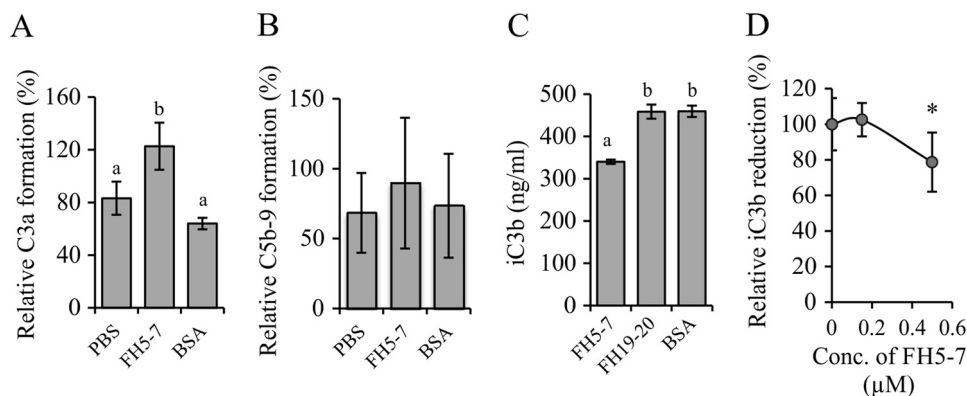 A
Relative C3a formation (%)
160
120
80
60
0
a
b
a
PBS
FH5-7
BSA
B
Relative C5b-9 formation (%)
150
100
50
0
PBS
FH5-7
BSA
C
iC3b (ng/ml)
500
400
300
200
100
0
a
b
b
FH5-7
FH19-20
BSA
D
Relative iC3b reduction (%)
120
100
80
60
40
20
0
*
0
0.2
0.4
0.6
Conc. of FH5-7
(µM)